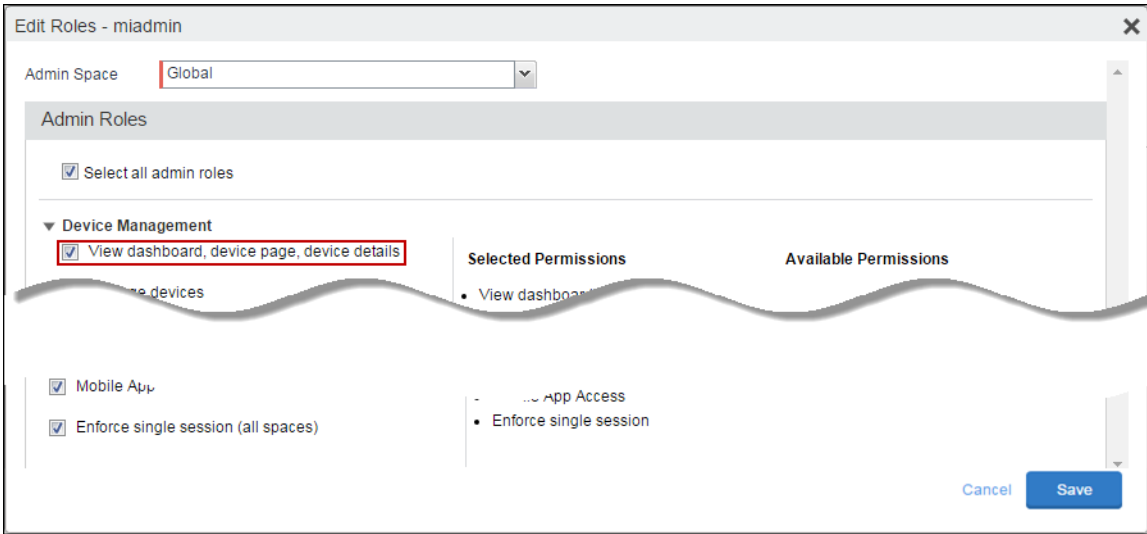 Edit Roles - miadmin
Admin Space Global
Admin Roles
Select all admin roles
Device Management
View dashboard, device page, device details
Selected Permissions Available Permissions
devices
• View
Mobile App
App Access
Enforce single session (all spaces)
• Enforce single session
Cancel Save